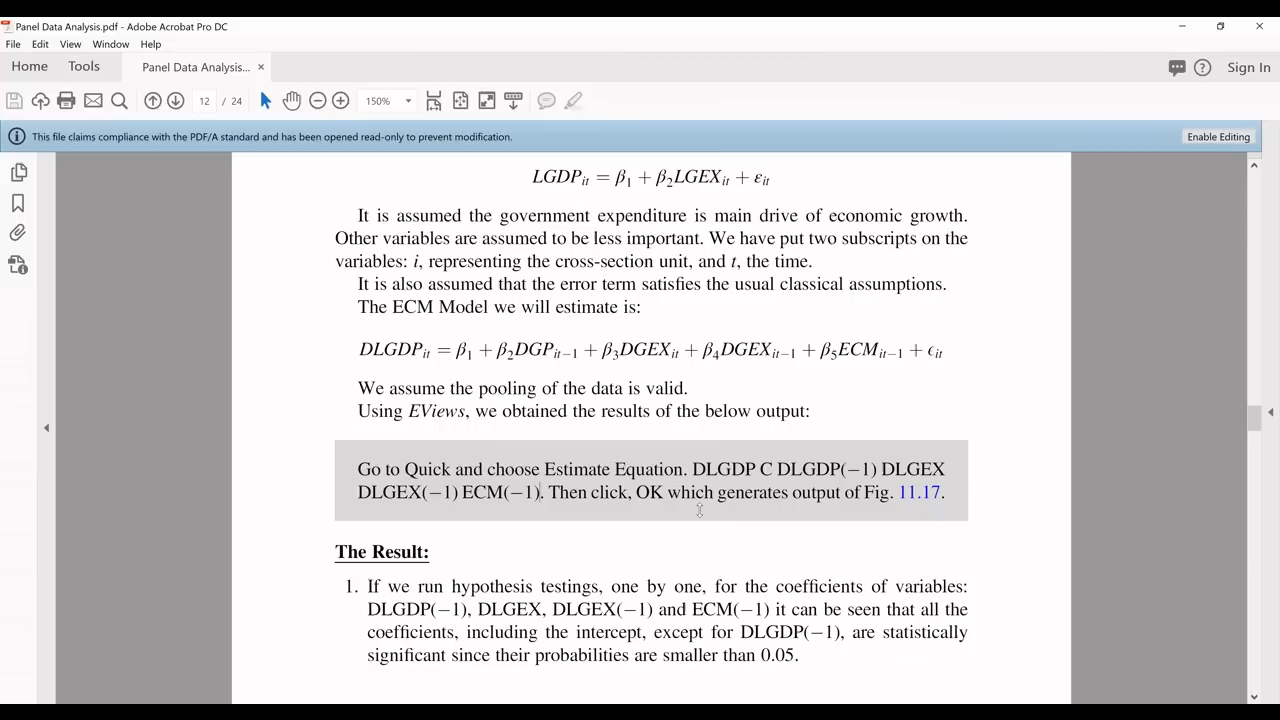 Panel Data Analysis.pdf - Adobe Acrobat Pro DC
File Edit View Window Help
Home Tools Panel Data Analysis... × Sign In
12 / 24 150%
This file claims compliance with the PDF/A standard and has been opened read-only to prevent modification. Enable Editing
LGDP_it = β_1 + β_2LGEX_it + ε_it
It is assumed the government expenditure is main drive of economic growth.
Other variables are assumed to be less important. We have put two subscripts on the
variables: i, representing the cross-section unit, and t, the time.
It is also assumed that the error term satisfies the usual classical assumptions.
The ECM Model we will estimate is:
DLGDP_it = β_1 + β_2DGP_it−1 + β_3DGEX_it + β_4DGEX_it−1 + β_5ECM_it−1 + ϵ_it
We assume the pooling of the data is valid.
Using EViews, we obtained the results of the below output:
Go to Quick and choose Estimate Equation. DLGDP C DLGDP(−1) DLGEX
DLGEX(−1) ECM(−1). Then click, OK which generates output of Fig. 11.17.
The Result:
1. If we run hypothesis testings, one by one, for the coefficients of variables:
DLGDP(−1), DLGEX, DLGEX(−1) and ECM(−1) it can be seen that all the
coefficients, including the intercept, except for DLGDP(−1), are statistically
significant since their probabilities are smaller than 0.05.